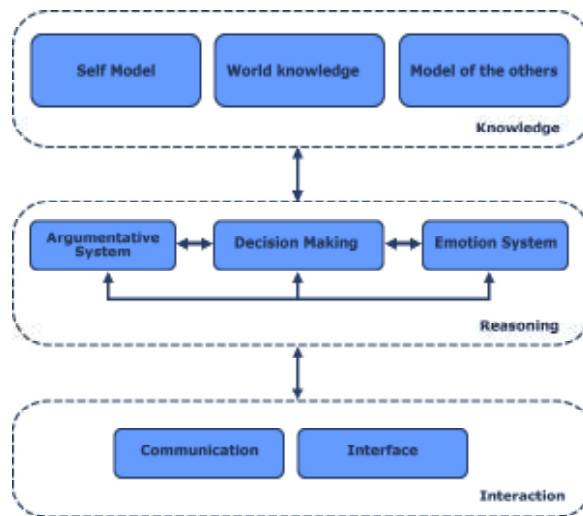 Self Model
World knowledge
Model of the others
Knowledge
Argumentative
System
Decision Making
Emotion System
Reasoning
Communication
Interface
Interaction